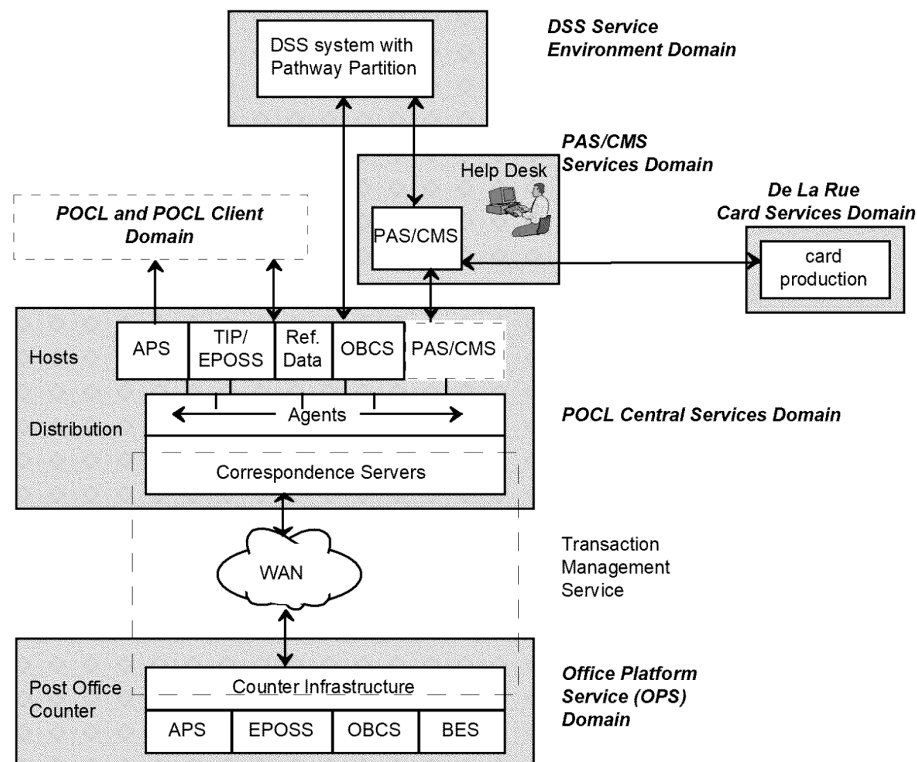 DSS system with
Pathway Partition
DSS Service
Environment Domain
PAS/CMS
Services Domain
Help Desk
PAS/CMS
De La Rue
Card Services Domain
card
production
POCL and POCL Client
Domain
Hosts
APS
TIP/
EPOSS
Ref.
Data
OBCS
PAS/CMS
Distribution
Agents
Correspondence Servers
POCL Central Services Domain
WAN
Transaction
Management
Service
Post Office
Counter
Counter Infrastructure
APS
EPOSS
OBCS
BES
Office Platform
Service (OPS)
Domain